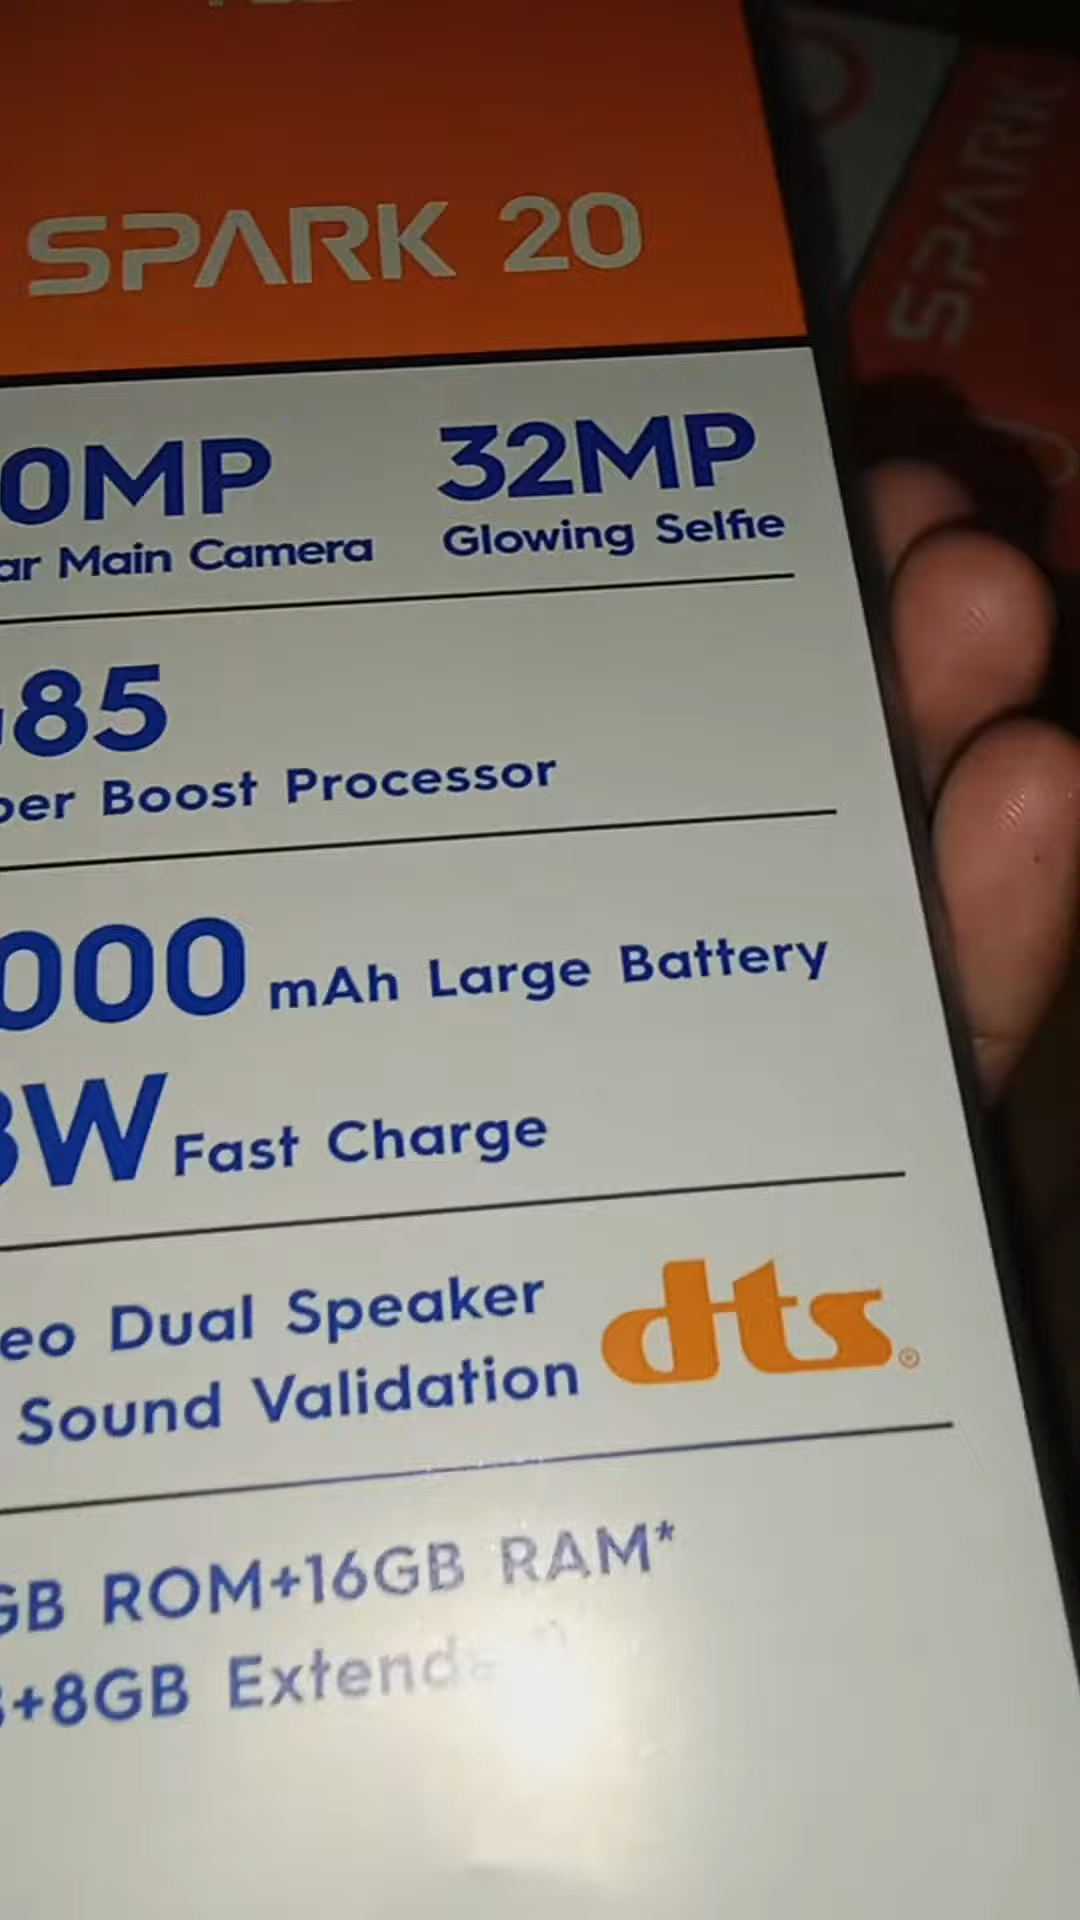 SPARK 20
0MP
32MP
ar Main Camera
Glowing Selfie
85
per Boost Processor
000 mAh Large Battery
3W Fast Charge
eo Dual Speaker
Sound Validation
dts®
GB ROM+16GB RAM*
+8GB Extend
SPARK